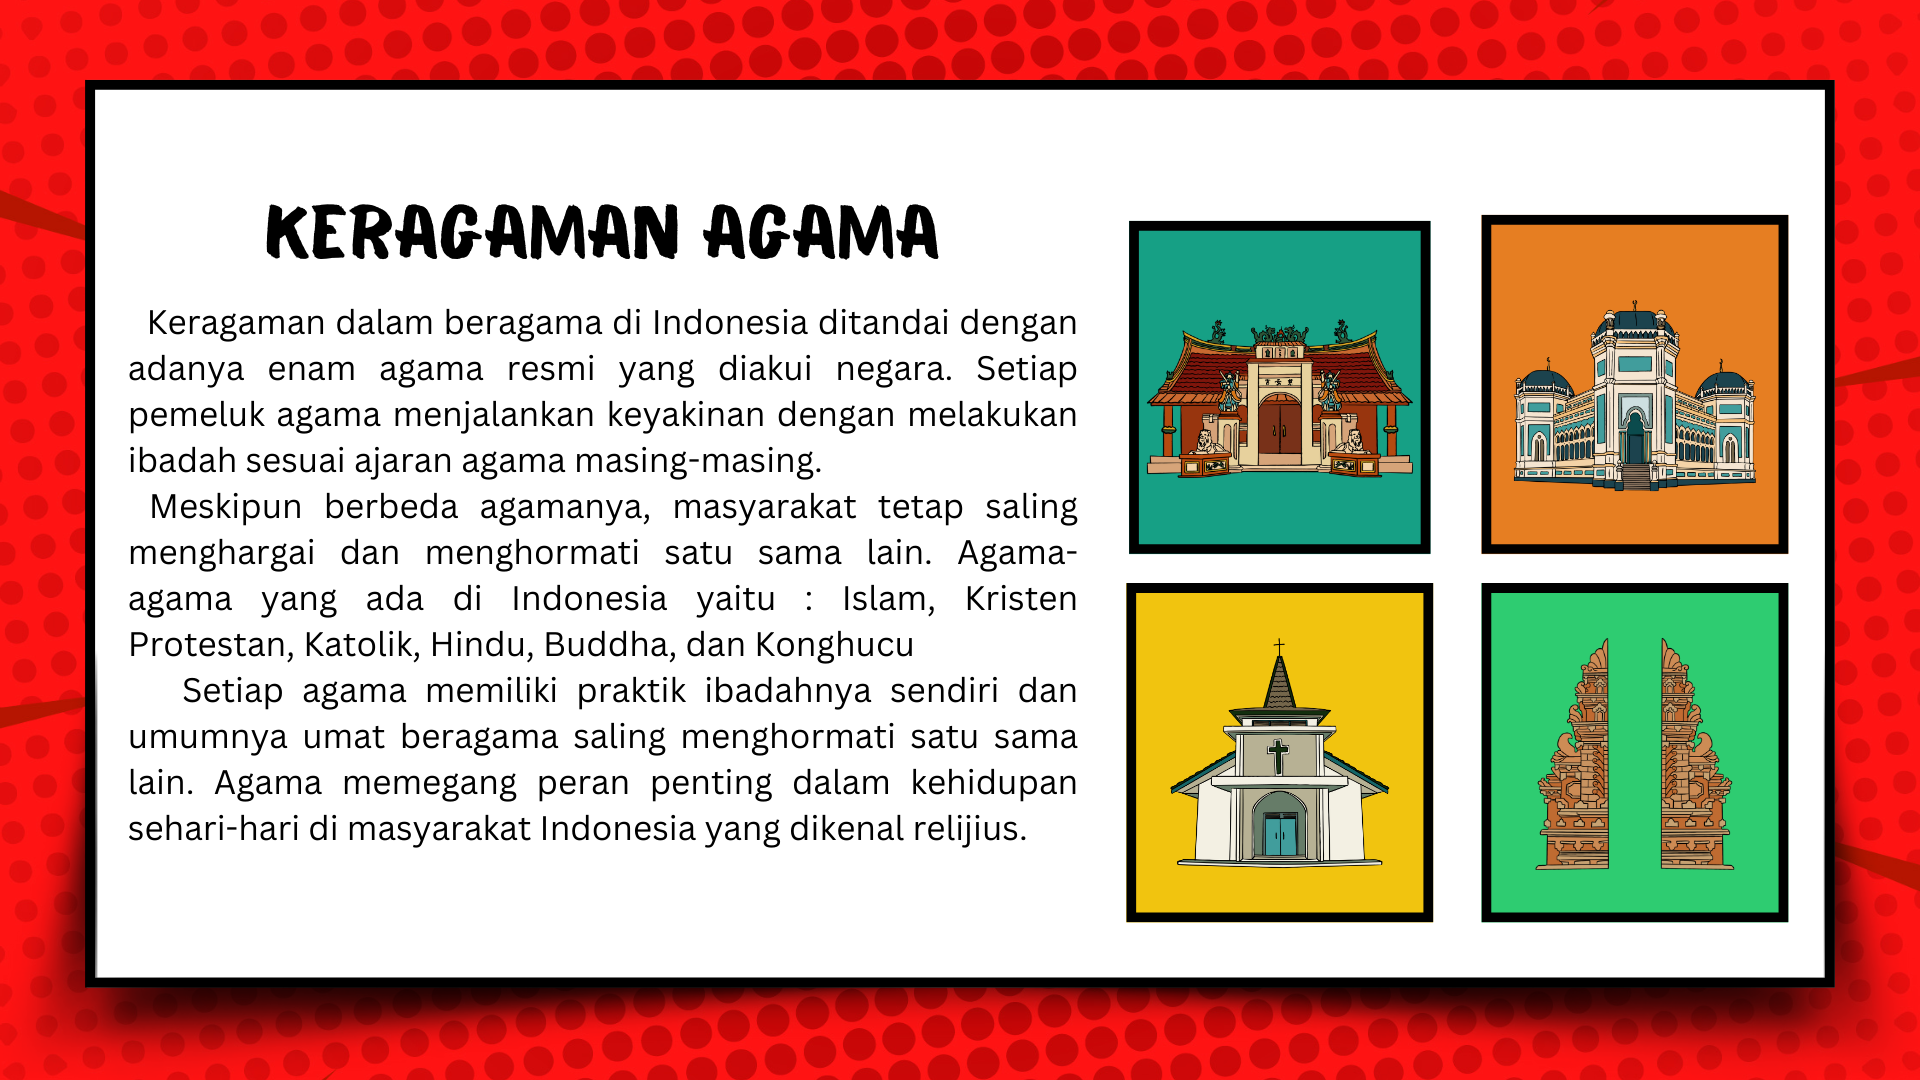 KERAGAMAN AGAMA
Keragaman dalam beragama di Indonesia ditandai dengan
adanya enam agama resmi yang diakui negara. Setiap
pemeluk agama menjalankan keyakinan dengan melakukan
ibadah sesuai ajaran agama masing-masing.
Meskipun berbeda agamanya, masyarakat tetap saling
menghargai dan menghormati satu sama lain. Agama-
agama yang ada di Indonesia yaitu : Islam, Kristen
Protestan, Katolik, Hindu, Buddha, dan Konghucu
Setiap agama memiliki praktik ibadahnya sendiri dan
umumnya umat beragama saling menghormati satu sama
lain. Agama memegang peran penting dalam kehidupan
sehari-hari di masyarakat Indonesia yang dikenal relijius.